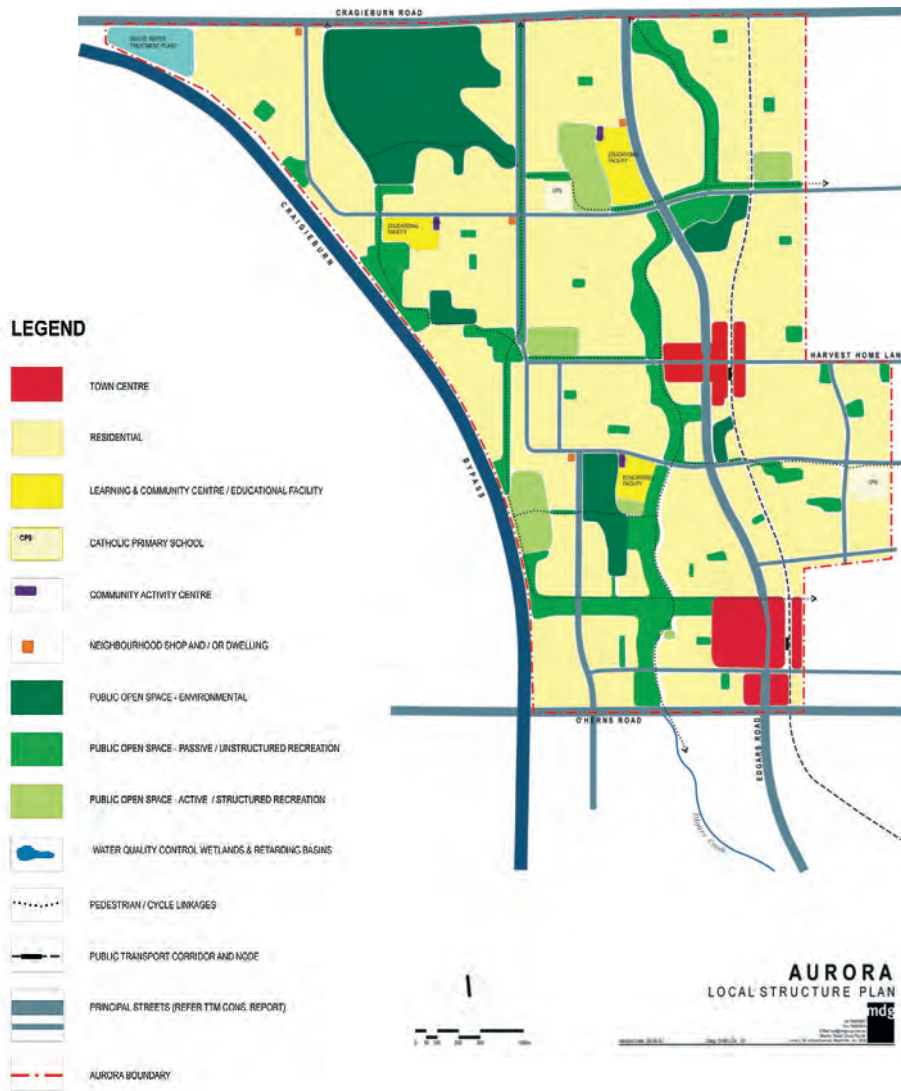 CRAGIEBURN ROAD
WASTE WATER
TREATMENT PLANT
EDUCATIONAL
FACILITY
CPS
CRAIGIEBURN
EDUCATIONAL
FACILITY
LEGEND
HARVEST HOME LAN
TOWN CENTRE
RESIDENTIAL
BYPASS
EDUCATIONAL
FACILITY
CPS
LEARNING & COMMUNITY CENTRE / EDUCATIONAL FACILITY
CPS
CATHOLIC PRIMARY SCHOOL
COMMUNITY ACTIVITY CENTRE
NEIGHBOURHOOD SHOP AND / OR DWELLING
PUBLIC OPEN SPACE - ENVIRONMENTAL
O'HERNS ROAD
EDGARS ROAD
PUBLIC OPEN SPACE - PASSIVE / UNSTRUCTURED RECREATION
PUBLIC OPEN SPACE - ACTIVE / STRUCTURED RECREATION
Edgars Creek
WATER QUALITY CONTROL WETLANDS & RETARDING BASINS
PEDESTRIAN / CYCLE LINKAGES
PUBLIC TRANSPORT CORRIDOR AND NODE
PRINCIPAL STREETS (REFER TTM CONS. REPORT)
AURORA BOUNDARY
AURORA
LOCAL STRUCTURE PLAN
mdg